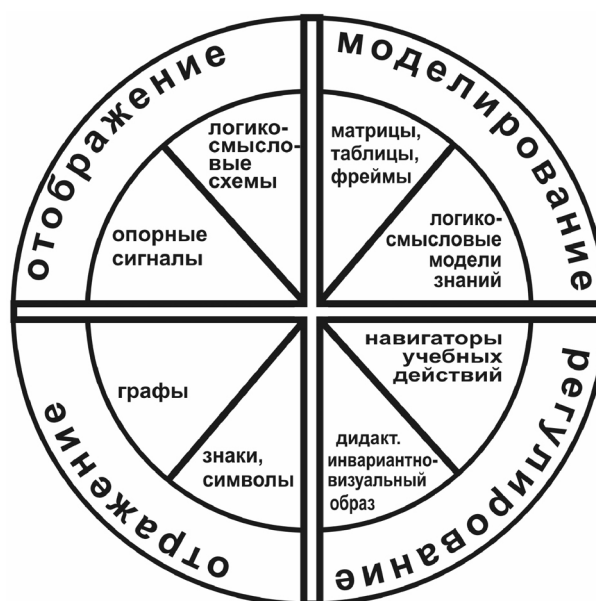 отображение
моделирование
логико-
смысло-
вые
схемы
матрицы,
таблицы,
фреймы
опорные
сигналы
логико-
смысловые
модели
знаний
графы
знаки,
символы
навигаторы
учебных
действий
дидакт.
инвариантно-
визуальный
образ
отражение
регулирование